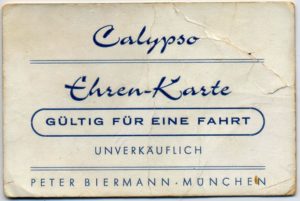 Calypso
Ehren-Karte
GÜLTIG FÜR EINE FAHRT
UNVERKÄUFLICH
PETER BIERMANN · MÜNCHEN